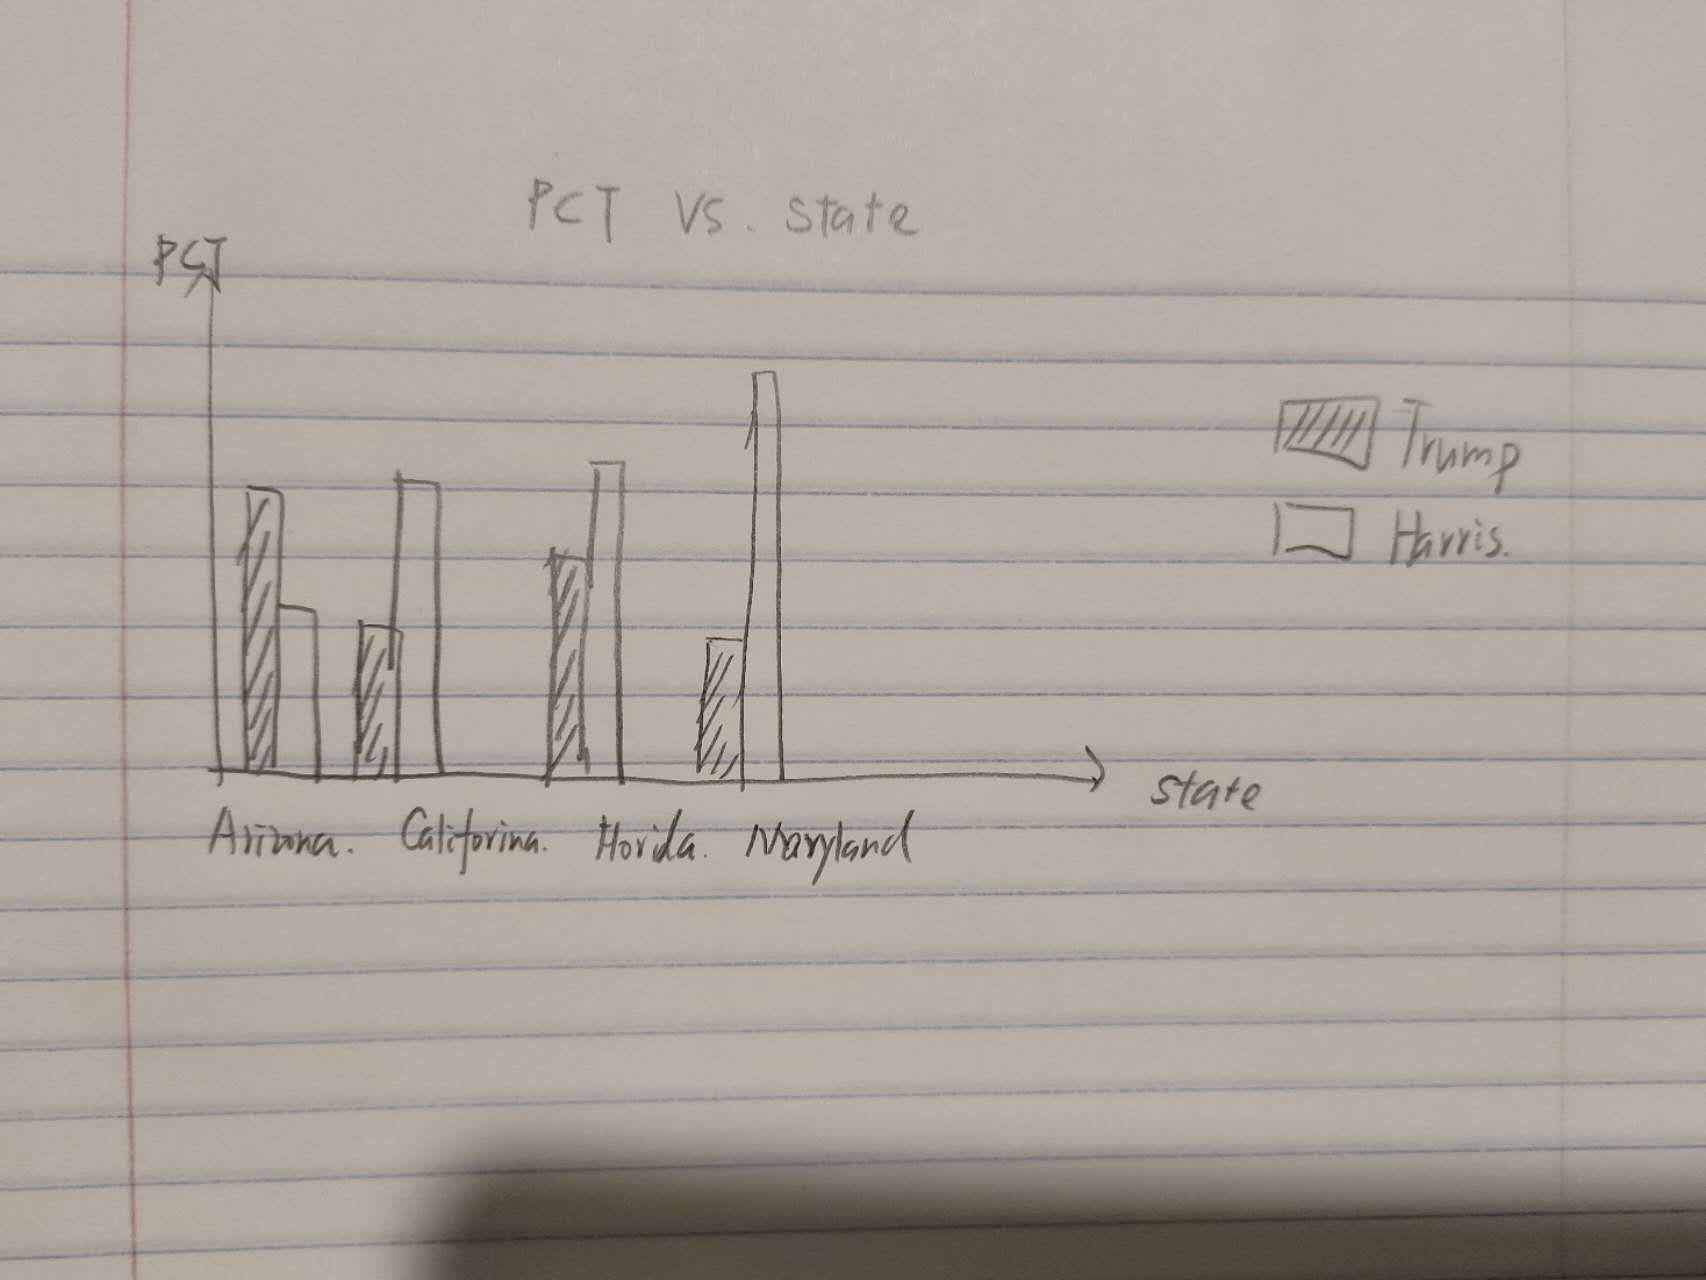 PCT vs. state
PCT
Trump
Harris.
state
Arizona. Califorina. Florida. Maryland